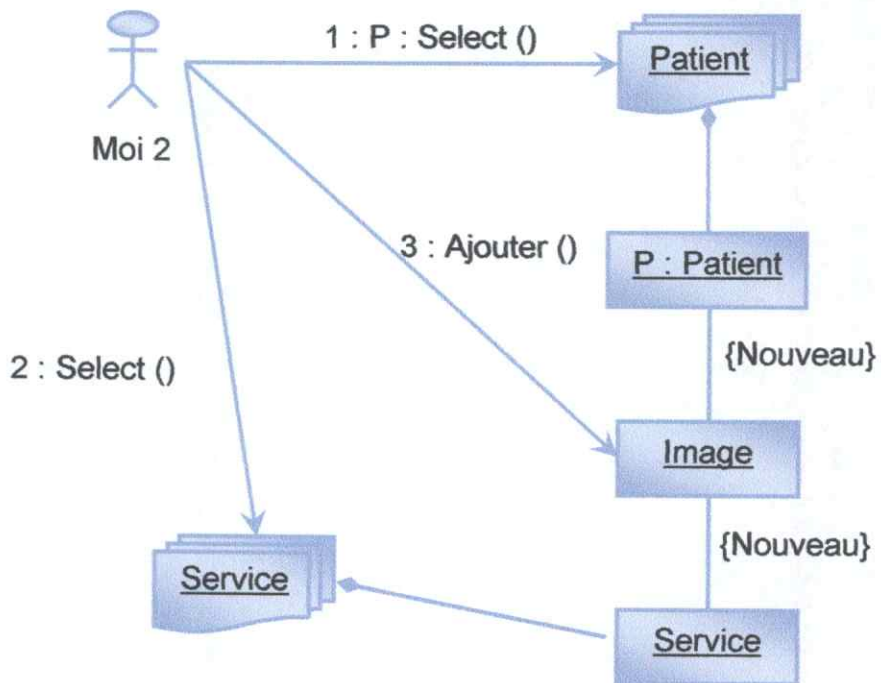 1 : P : Select ()
Patient
Moi 2
3 : Ajouter ()
P : Patient
2 : Select ()
{Nouveau}
Image
{Nouveau}
Service
Service